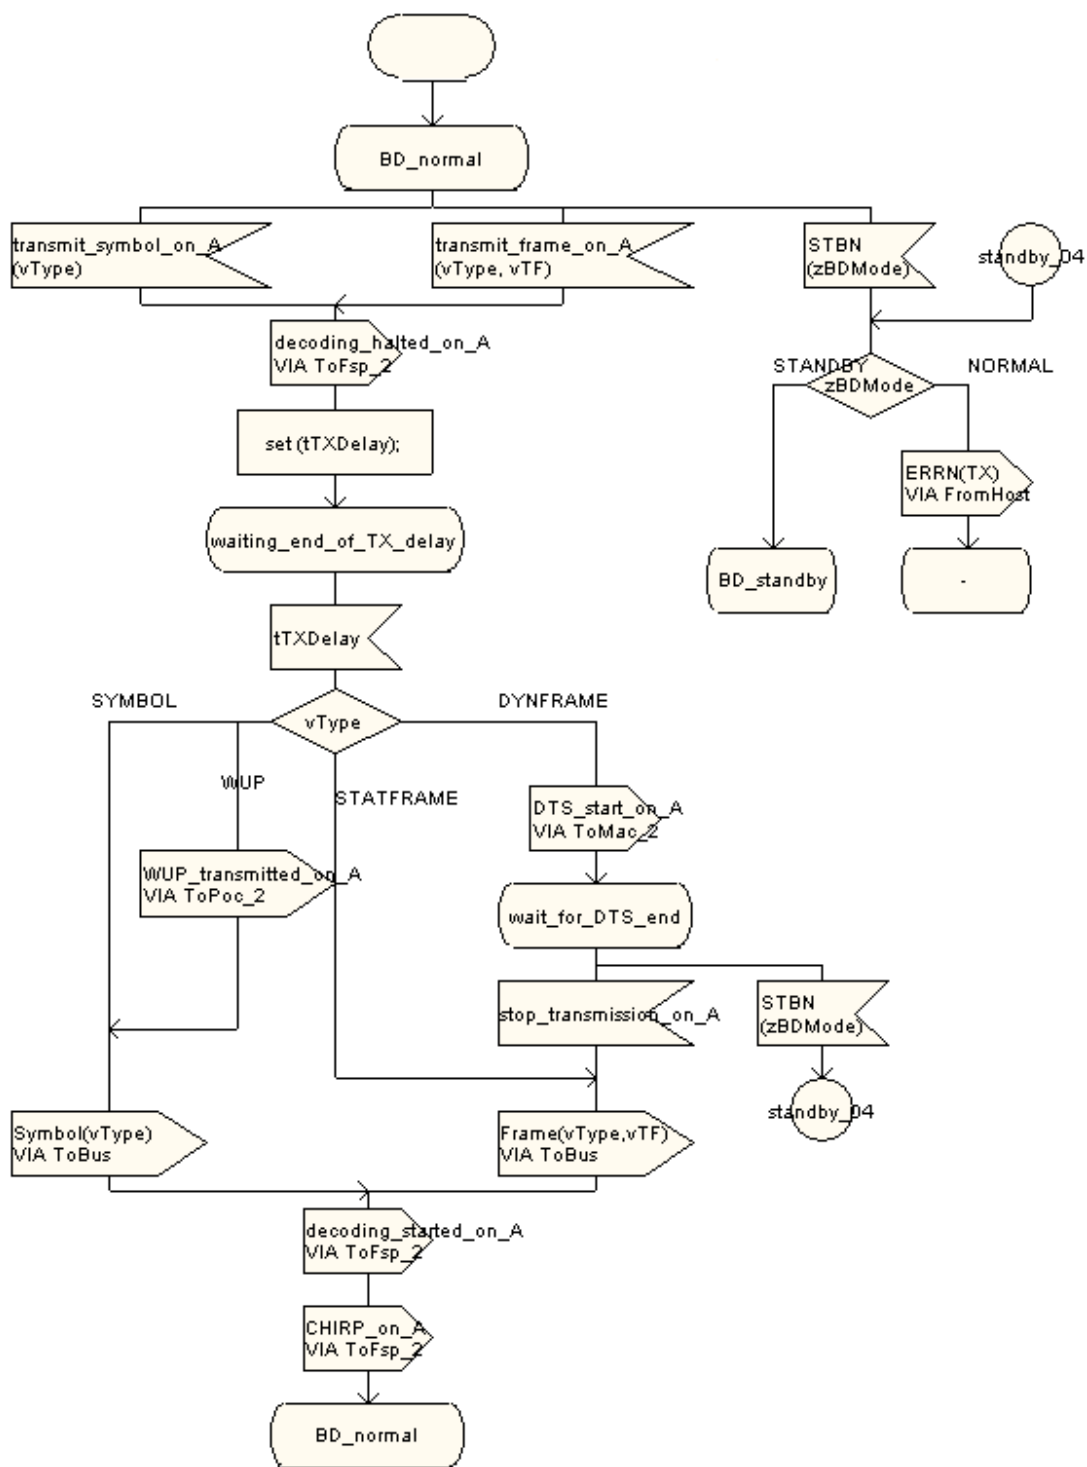 BD_normal
transmit_symbol_on_A
(vType)
transmit_frame_on_A
(vType, vTF)
STBN
(zBDMode)
standby_04
decoding_halted_on_A
VIA ToFsp_2
STANDBY
NORMAL
zBDMode
set (tTXDelay);
ERRN(TX)
VIA FromHost
waiting_end_of_TX_delay
BD_standby
-
tTXDelay
SYMBOL
DYNFRAME
vType
WUP
STATFRAME
DTS_start_on_A
VIA ToMac_2
WUP_transmitted_on_A
VIA ToPoc_2
wait_for_DTS_end
stop_transmission_on_A
STBN
(zBDMode)
standby_04
Symbol(vType)
VIA ToBus
Frame(vType,vTF)
VIA ToBus
decoding_started_on_A
VIA ToFsp_2
CHIRP_on_A
VIA ToFsp_2
BD_normal